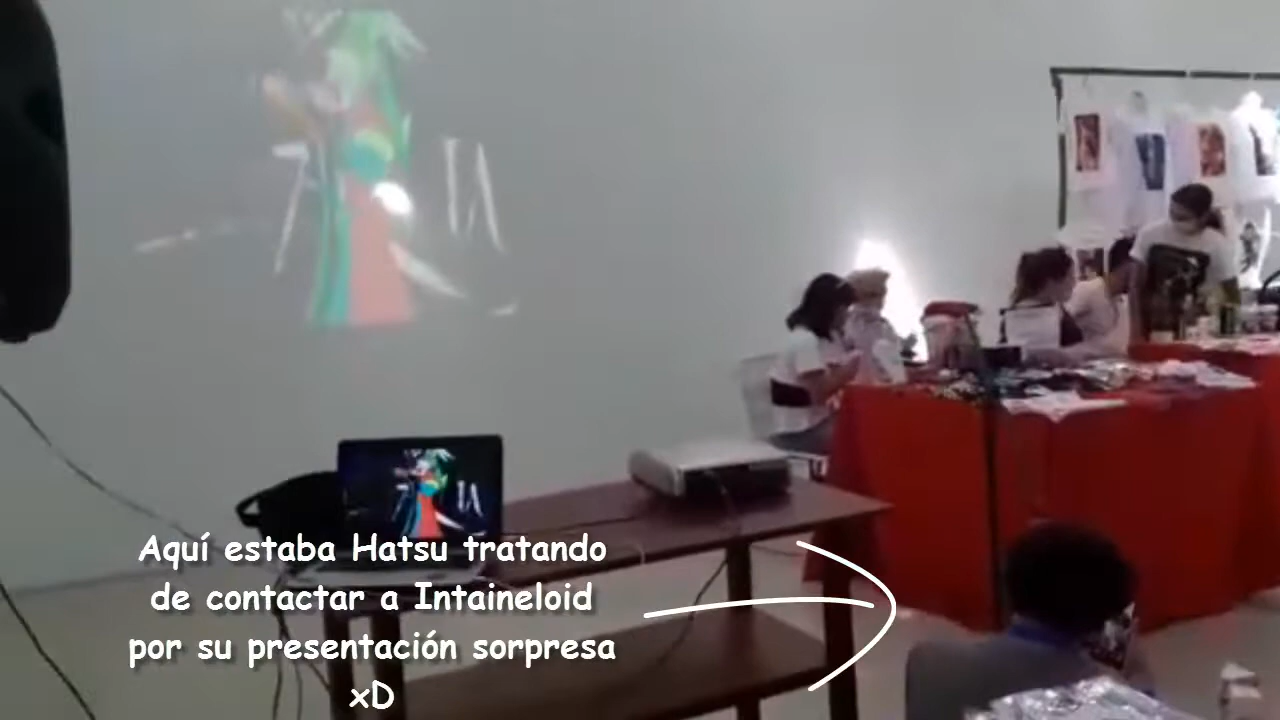 Aquí estaba Hatsu tratando
de contactar a Intaineloid
por su presentación sorpresa
xD